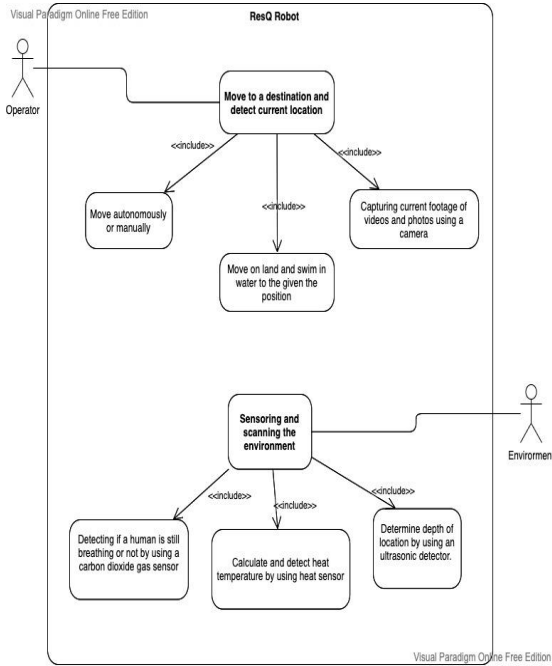 Visual Paradigm Online Free Edition
ResQ Robot
Operator
Move to a destination and
detect current location
<<include>>
<<include>>
<<include>>
Move autonomously
or manually
Capturing current footage of
videos and photos using a
camera
Move on land and swim in
water to the given the
position
Sensoring and
scanning the
environment
Envirormen
<<include>>
<<include>>
<<include>>
Detecting if a human is still
breathing or not by using a
carbon dioxide gas sensor
Calculate and detect heat
temperature by using heat sensor
Determine depth of
location by using an
ultrasonic detector.
Visual Paradigm Online Free Edition